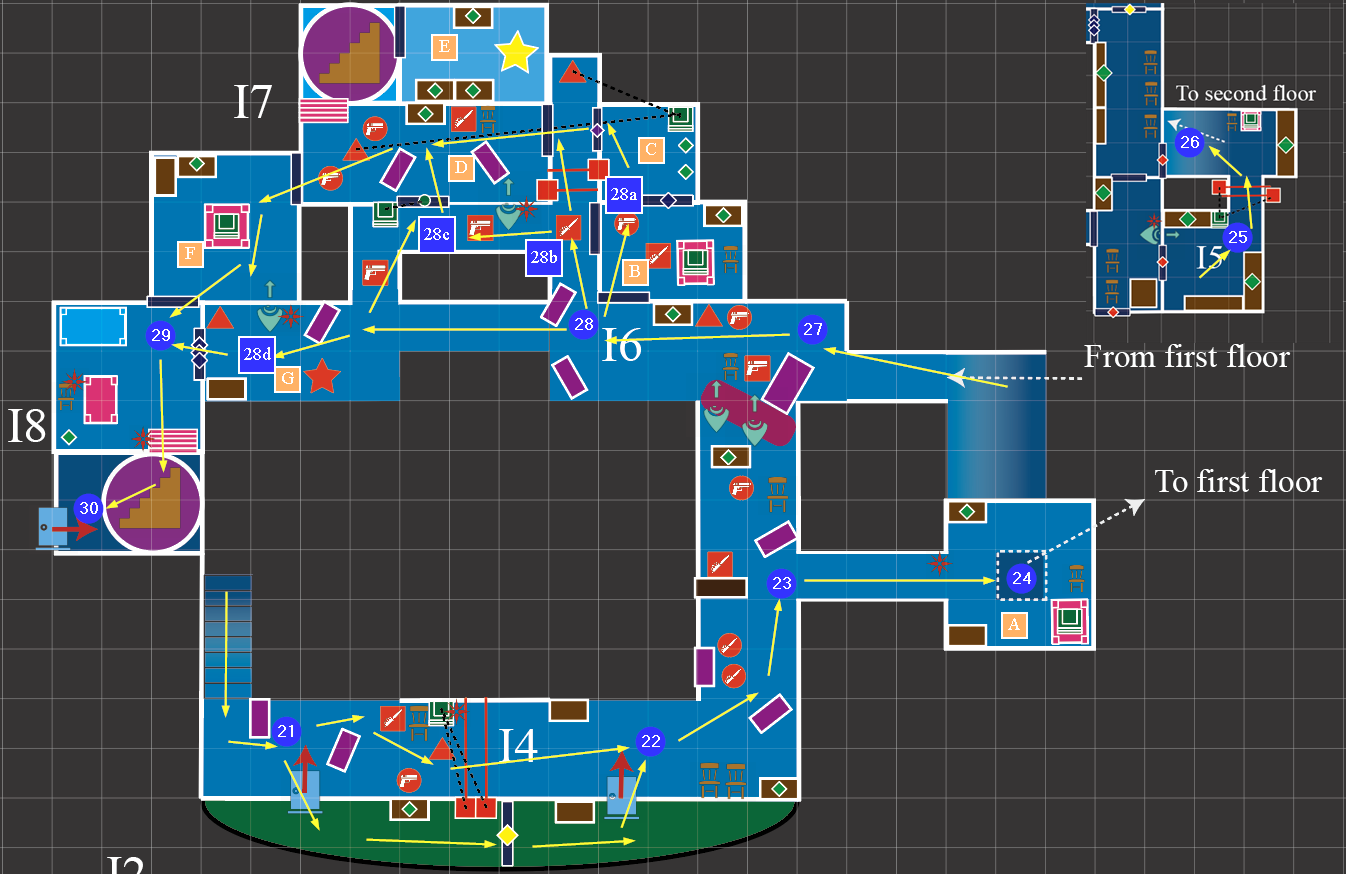 E
I7
To second floor
D
C
26
28a
28c
25
I5
F
28b
B
29
28
I6
27
28d
G
From first floor
I8
To first floor
30
23
24
A
21
22
I4
I2